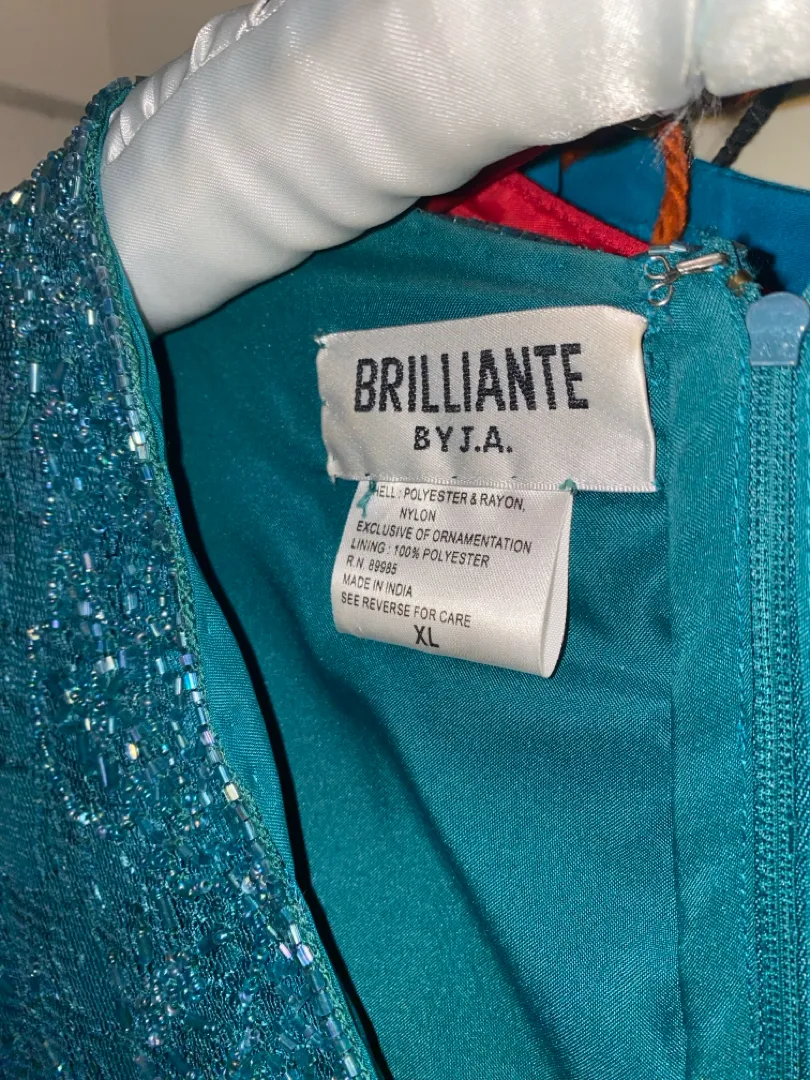 BRILLIANTE
BY J.A.
HELL : POLYESTER & RAYON,
NYLON
EXCLUSIVE OF ORNAMENTATION
LINING : 100% POLYESTER
R.N. 89985
MADE IN INDIA
SEE REVERSE FOR CARE
XL